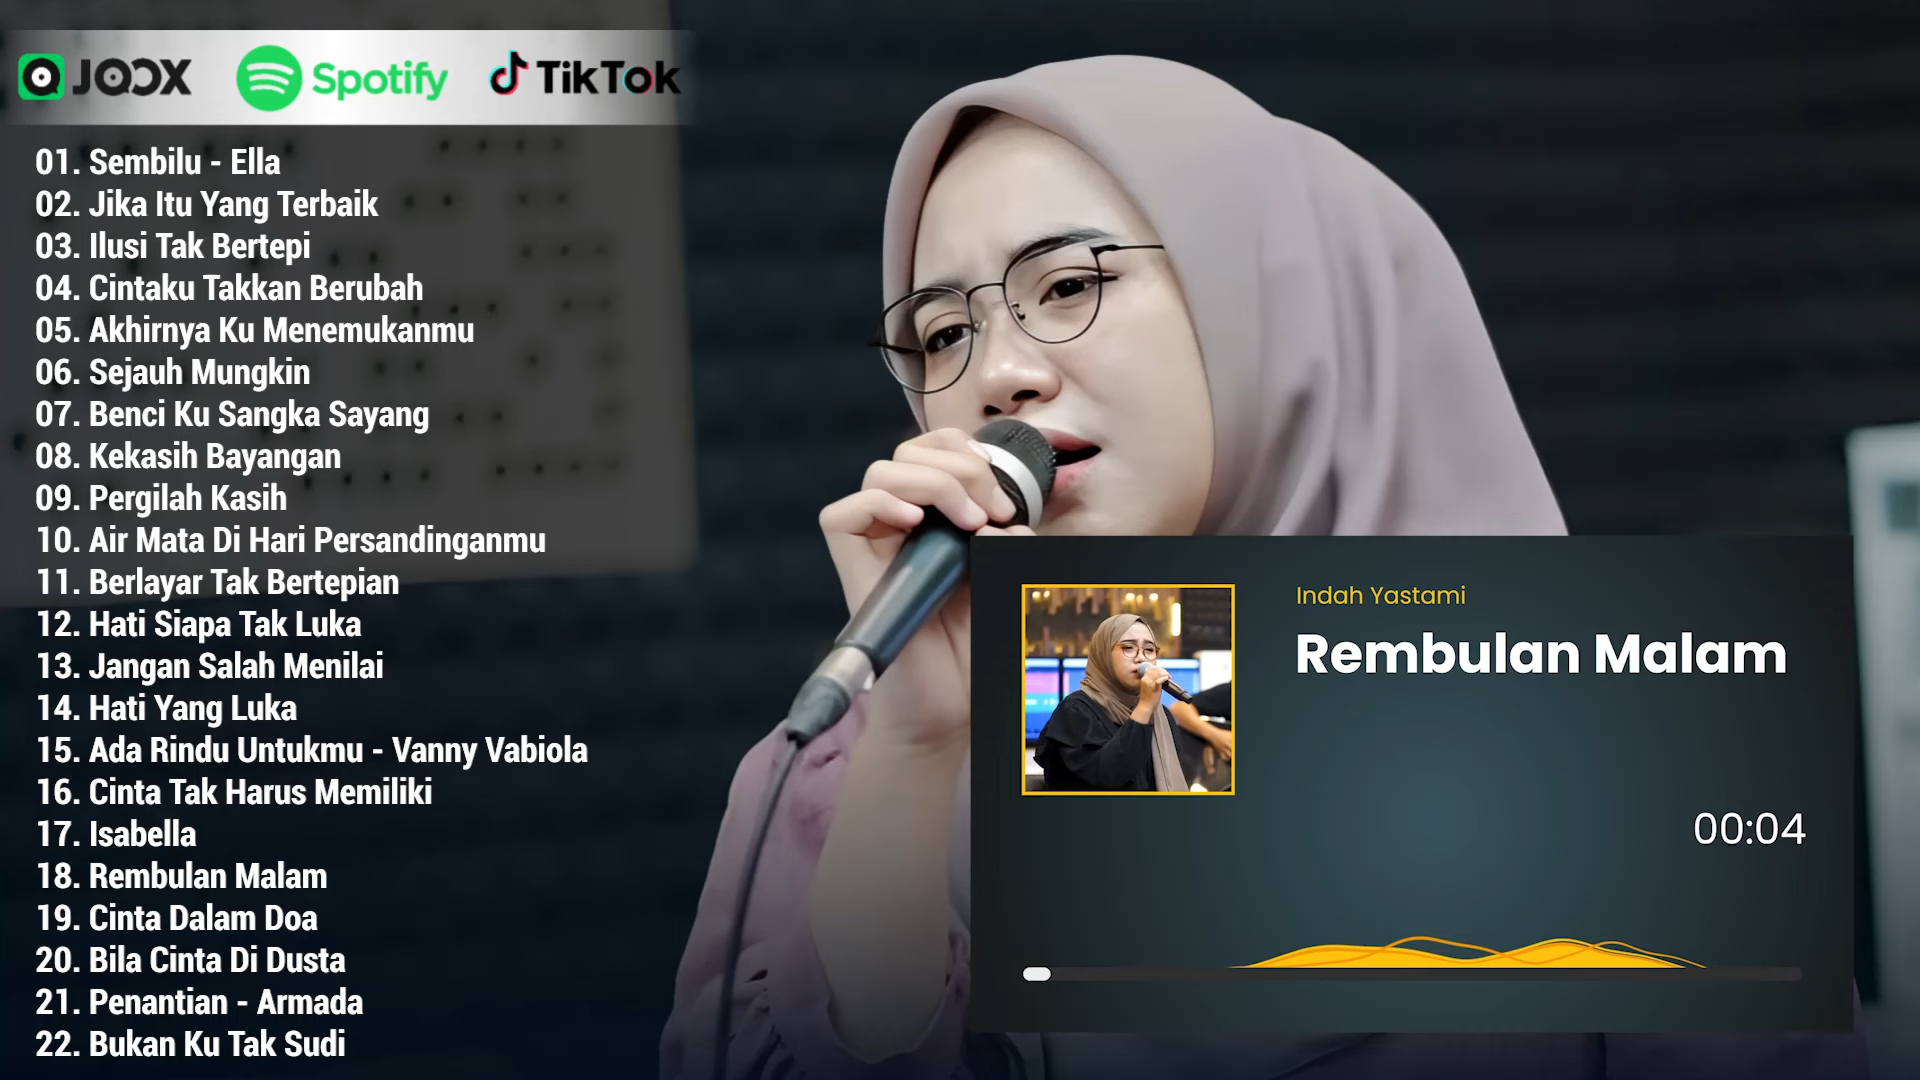 JOOX Spotify TikTok
01. Sembilu - Ella
02. Jika Itu Yang Terbaik
03. Ilusi Tak Bertepi
04. Cintaku Takkan Berubah
05. Akhirnya Ku Menemukanmu
06. Sejauh Mungkin
07. Benci Ku Sangka Sayang
08. Kekasih Bayangan
09. Pergilah Kasih
10. Air Mata Di Hari Persandinganmu
11. Berlayar Tak Bertepian
12. Hati Siapa Tak Luka
13. Jangan Salah Menilai
14. Hati Yang Luka
15. Ada Rindu Untukmu - Vanny Vabiola
16. Cinta Tak Harus Memiliki
17. Isabella
18. Rembulan Malam
19. Cinta Dalam Doa
20. Bila Cinta Di Dusta
21. Penantian - Armada
22. Bukan Ku Tak Sudi
Indah Yastami
Rembulan Malam
00:04